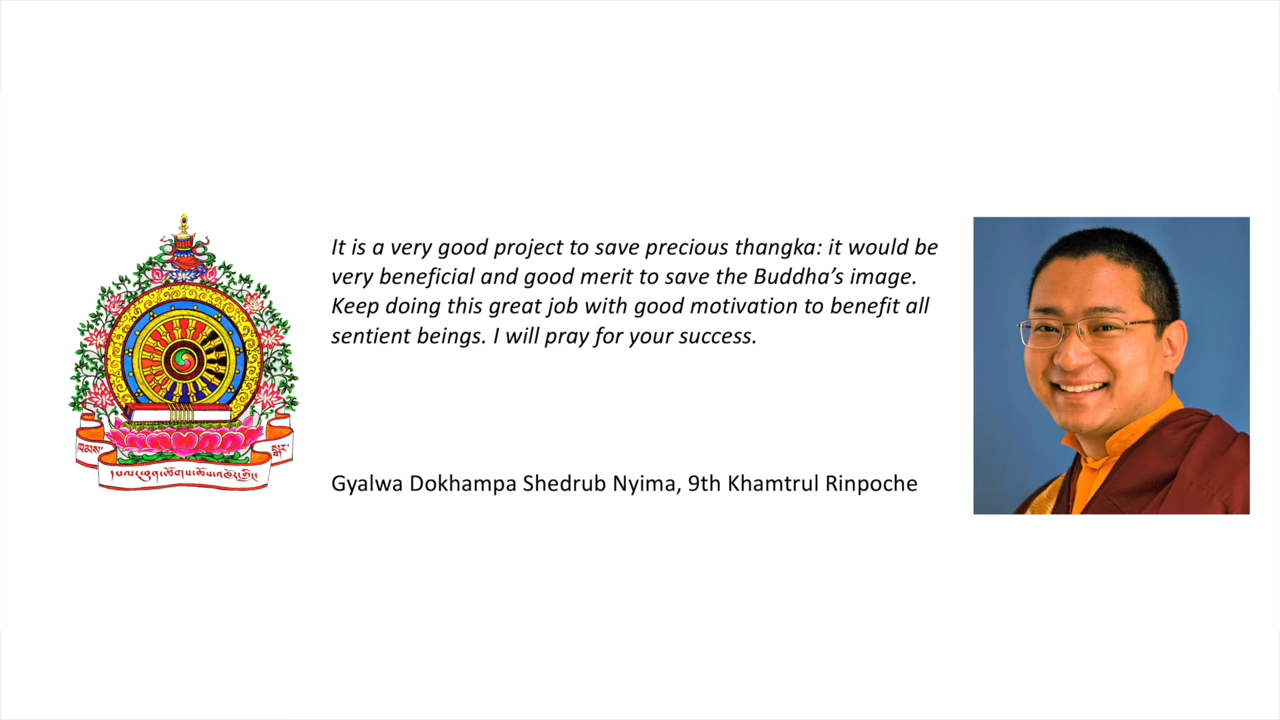 It is a very good project to save precious thangka: it would be
very beneficial and good merit to save the Buddha’s image.
Keep doing this great job with good motivation to benefit all
sentient beings. I will pray for your success.
Gyalwa Dokhampa Shedrub Nyima, 9th Khamtrul Rinpoche